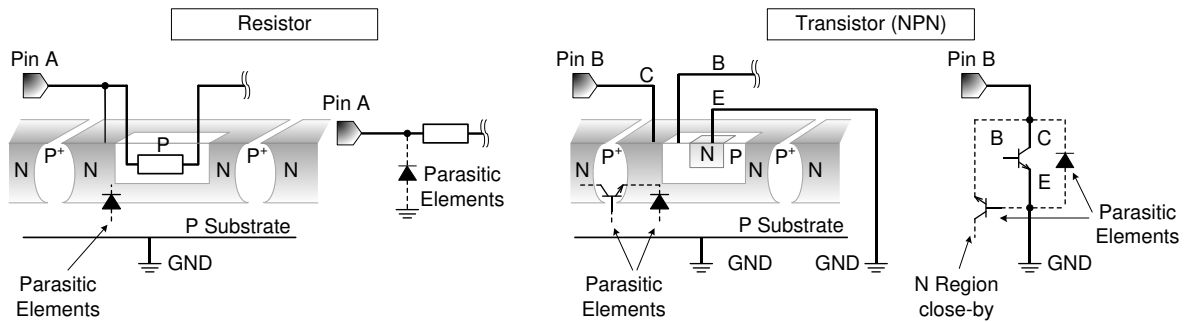 Resistor
Pin A
N
P+
N
P
N
P+
N
Parasitic
Elements
P Substrate
GND
Pin A
Parasitic
Elements
Transistor (NPN)
Pin B
C
B
E
N
P+
N
N
P
N
P+
N
P Substrate
Parasitic
Elements
GND
GND
Pin B
B
C
E
Parasitic
Elements
GND
N Region
close-by